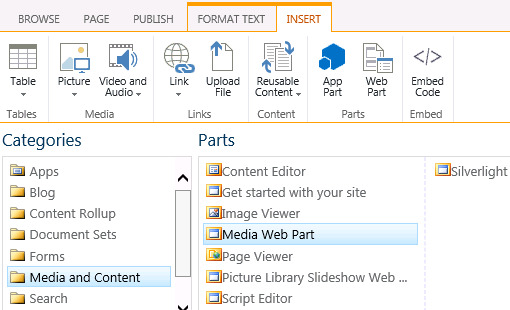 BROWSE PAGE PUBLISH FORMAT TEXT INSERT
Table Picture Video and Audio Link Upload File Reusable Content App Part Web Part Embed Code
Tables Media Links Content Parts Embed
Categories
Apps
Blog
Content Rollup
Document Sets
Forms
Media and Content
Search
Parts
Content Editor
Get started with your site
Image Viewer
Media Web Part
Page Viewer
Picture Library Slideshow Web ...
Script Editor
Silverlight